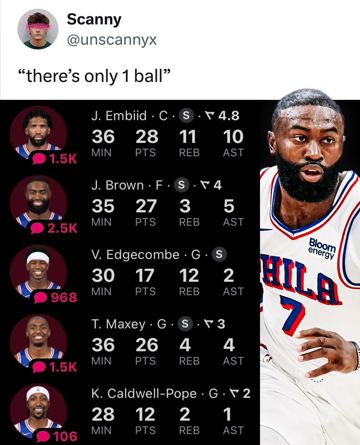 Scanny
@unscannyx
“there’s only 1 ball”
J. Embiid · C · S · 4.8
36 28 11 10
MIN PTS REB AST
1.5K
J. Brown · F · S · 4
35 27 3 5
MIN PTS REB AST
2.5K
V. Edgecombe · G · S
30 17 12 2
MIN PTS REB AST
968
T. Maxey · G · S · 3
36 26 4 4
MIN PTS REB AST
1.5K
K. Caldwell-Pope · G · 2
28 12 2 1
MIN PTS REB AST
106
Bloom
energy
PHILA
7